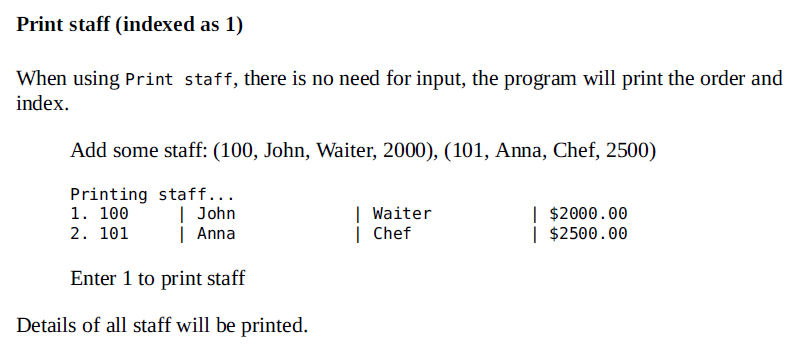 Print staff (indexed as 1)
When using Print staff, there is no need for input, the program will print the order and
index.
Add some staff: (100, John, Waiter, 2000), (101, Anna, Chef, 2500)
Printing staff...
1. 100     | John            | Waiter          | $2000.00
2. 101     | Anna            | Chef            | $2500.00
Enter 1 to print staff
Details of all staff will be printed.